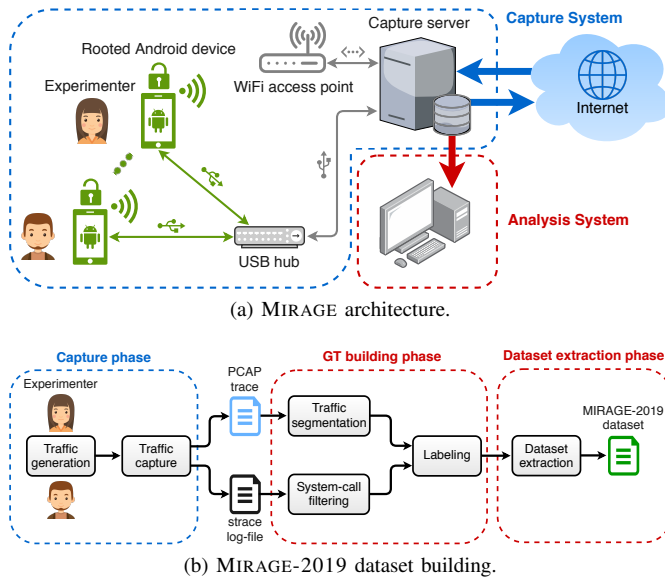 Capture server
Capture System
Rooted Android device
Experimenter
WiFi access point
Internet
Analysis System
USB hub
(a) MIRAGE architecture.
Capture phase
PCAP
trace
GT building phase
Dataset extraction phase
Experimenter
MIRAGE-2019
dataset
Traffic
generation
Traffic
capture
Traffic
segmentation
Labeling
Dataset
extraction
System-call
filtering
strace
log-file
(b) MIRAGE-2019 dataset building.